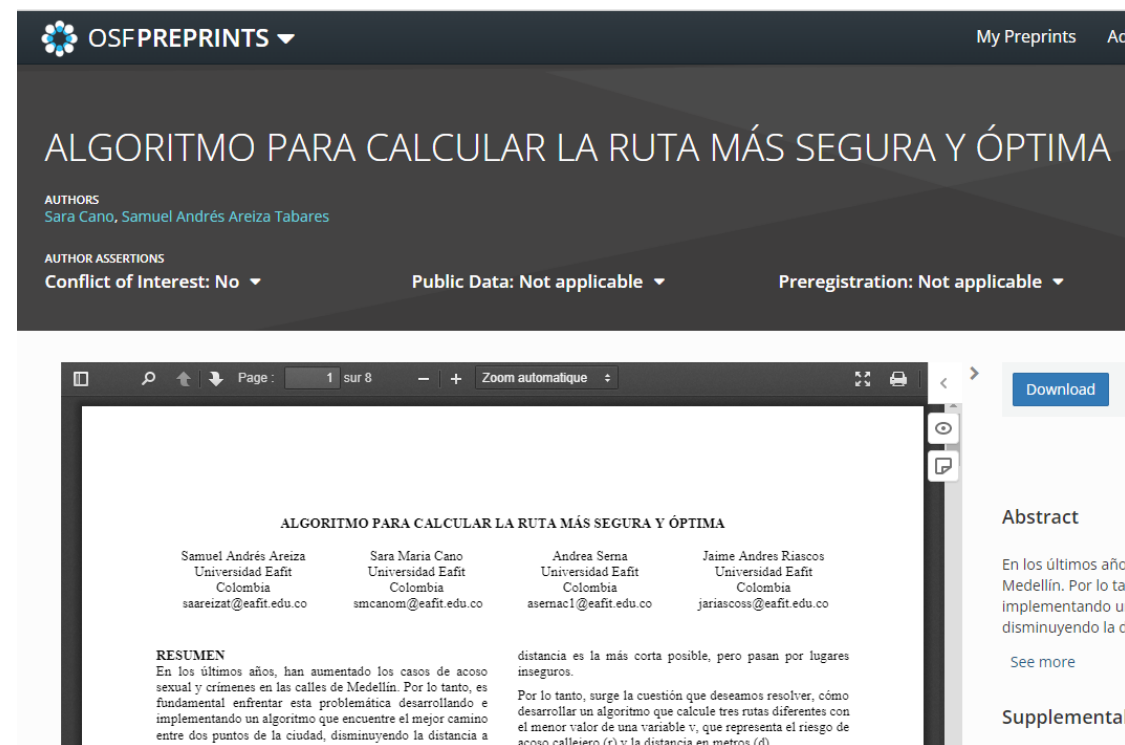 OSFPREPRINTS
My Preprints
ALGORITMO PARA CALCULAR LA RUTA MÁS SEGURA Y ÓPTIMA
AUTHORS
Sara Cano, Samuel Andrés Areiza Tabares
AUTHOR ASSERTIONS
Conflict of Interest: No
Public Data: Not applicable
Preregistration: Not applicable
Page :
1 sur 8
Zoom automatique
Download
ALGORITMO PARA CALCULAR LA RUTA MÁS SEGURA Y ÓPTIMA
Samuel Andrés Areiza
Universidad Eafit
Colombia
saareizat@eafit.edu.co
Sara Maria Cano
Universidad Eafit
Colombia
smcanom@eafit.edu.co
Andrea Serna
Universidad Eafit
Colombia
asernac1@eafit.edu.co
Jaime Andres Riascos
Universidad Eafit
Colombia
jariascoss@eafit.edu.co
RESUMEN
En los últimos años, han aumentado los casos de acoso
sexual y crímenes en las calles de Medellín. Por lo tanto, es
fundamental enfrentar esta problemática desarrollando e
implementando un algoritmo que encuentre el mejor camino
entre dos puntos de la ciudad, disminuyendo la distancia a
distancia es la más corta posible, pero pasan por lugares
inseguros.
Por lo tanto, surge la cuestión que deseamos resolver, cómo
desarrollar un algoritmo que calcule tres rutas diferentes con
el menor valor de una variable v, que representa el riesgo de
acoso callejero (r) y la distancia en metros (d)
Abstract
En los últimos
Medellín. Por lo
implementando
disminuyendo la
See more